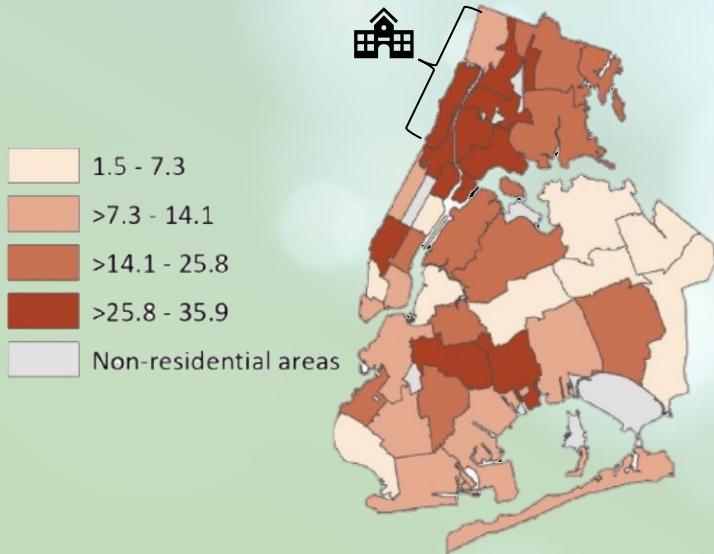 1.5 - 7.3
>7.3 - 14.1
>14.1 - 25.8
>25.8 - 35.9
Non-residential areas